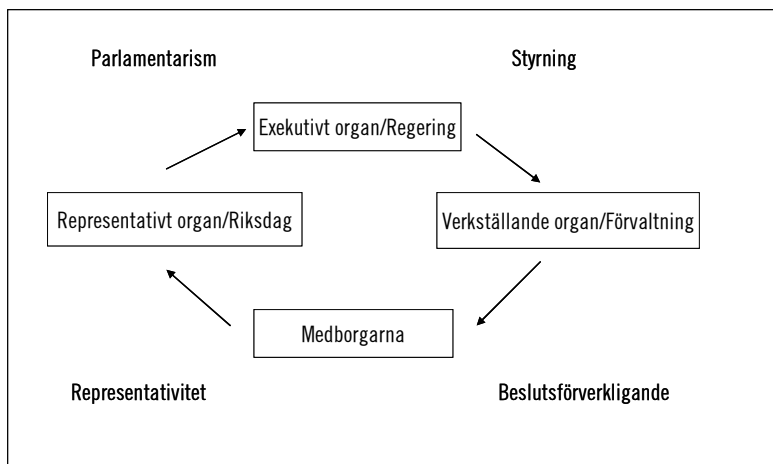 Parlamentarism
Styrning
Exekutivt organ/Regering
Representativt organ/Riksdag
Verkställande organ/Förvaltning
Medborgarna
Representativitet
Beslutsförverkligande